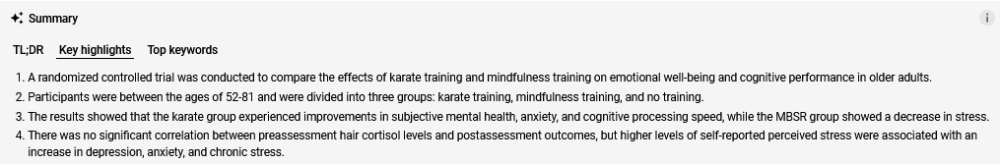 Summary
i
TL;DR Key highlights Top keywords
1. A randomized controlled trial was conducted to compare the effects of karate training and mindfulness training on emotional well-being and cognitive performance in older adults.
2. Participants were between the ages of 52-81 and were divided into three groups: karate training, mindfulness training, and no training.
3. The results showed that the karate group experienced improvements in subjective mental health, anxiety, and cognitive processing speed, while the MBSR group showed a decrease in stress.
4. There was no significant correlation between preassessment hair cortisol levels and postassessment outcomes, but higher levels of self-reported perceived stress were associated with an
increase in depression, anxiety, and chronic stress.